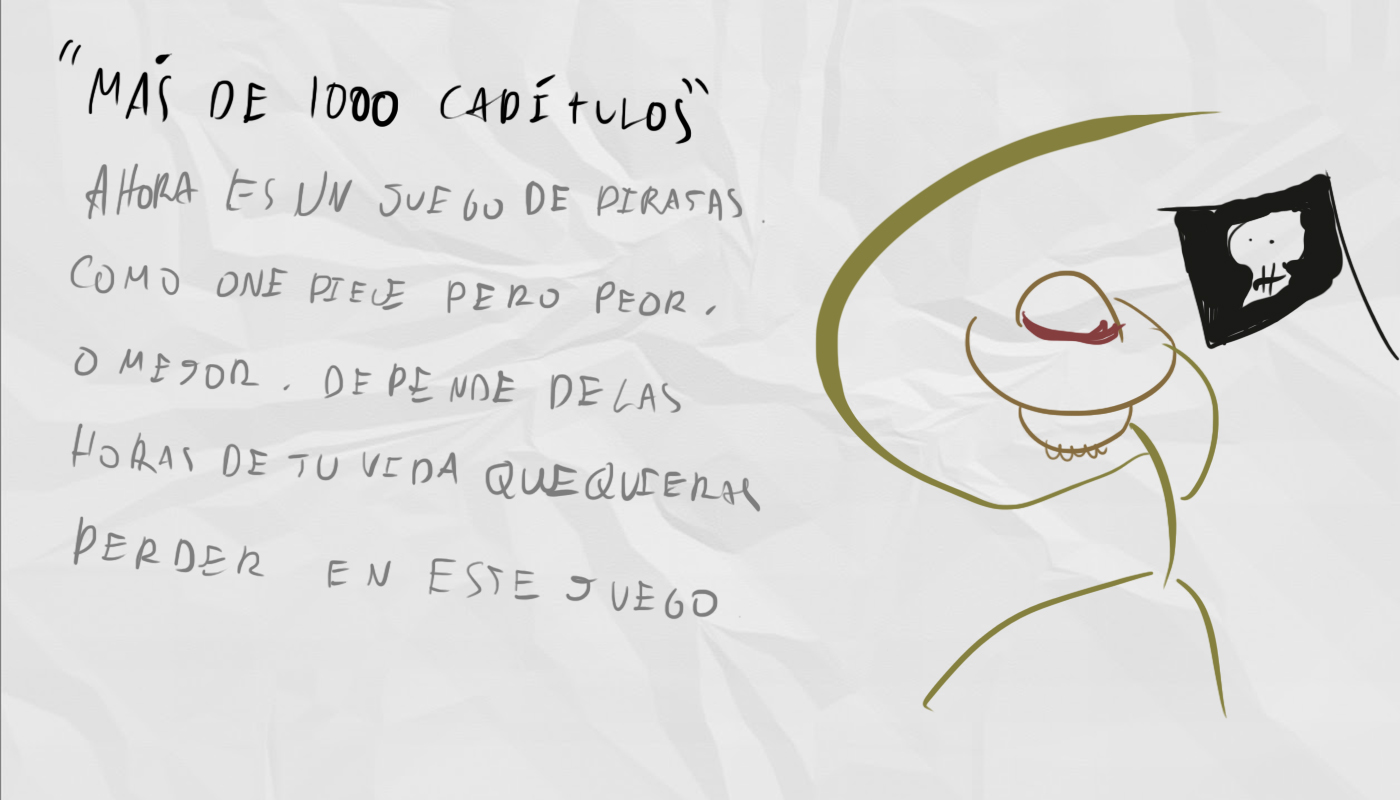 "MÁS DE 1000 CAPÍTULOS"
AHORA ES UN JUEGO DE PIRATAS.
COMO ONE PIECE PERO PEOR.
O MEJOR. DEPENDE DE LAS
HORAS DE TU VIDA QUE QUIERAS
PERDER EN ESTE JUEGO